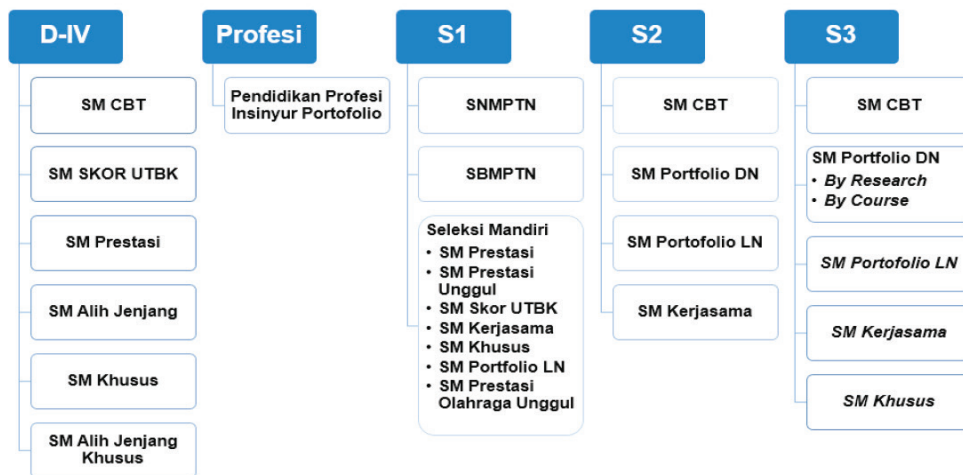 D-IV
SM CBT
SM SKOR UTBK
SM Prestasi
SM Alih Jenjang
SM Khusus
SM Alih Jenjang
Khusus
Profesi
Pendidikan Profesi
Insinyur Portofolio
S1
SNMPTN
SBMPTN
Seleksi Mandiri
• SM Prestasi
• SM Prestasi
Unggul
• SM Skor UTBK
• SM Kerjasama
• SM Khusus
• SM Portfolio LN
• SM Prestasi
Olahraga Unggul
S2
SM CBT
SM Portfolio DN
SM Portofolio LN
SM Kerjasama
S3
SM CBT
SM Portfolio DN
• By Research
• By Course
SM Portofolio LN
SM Kerjasama
SM Khusus